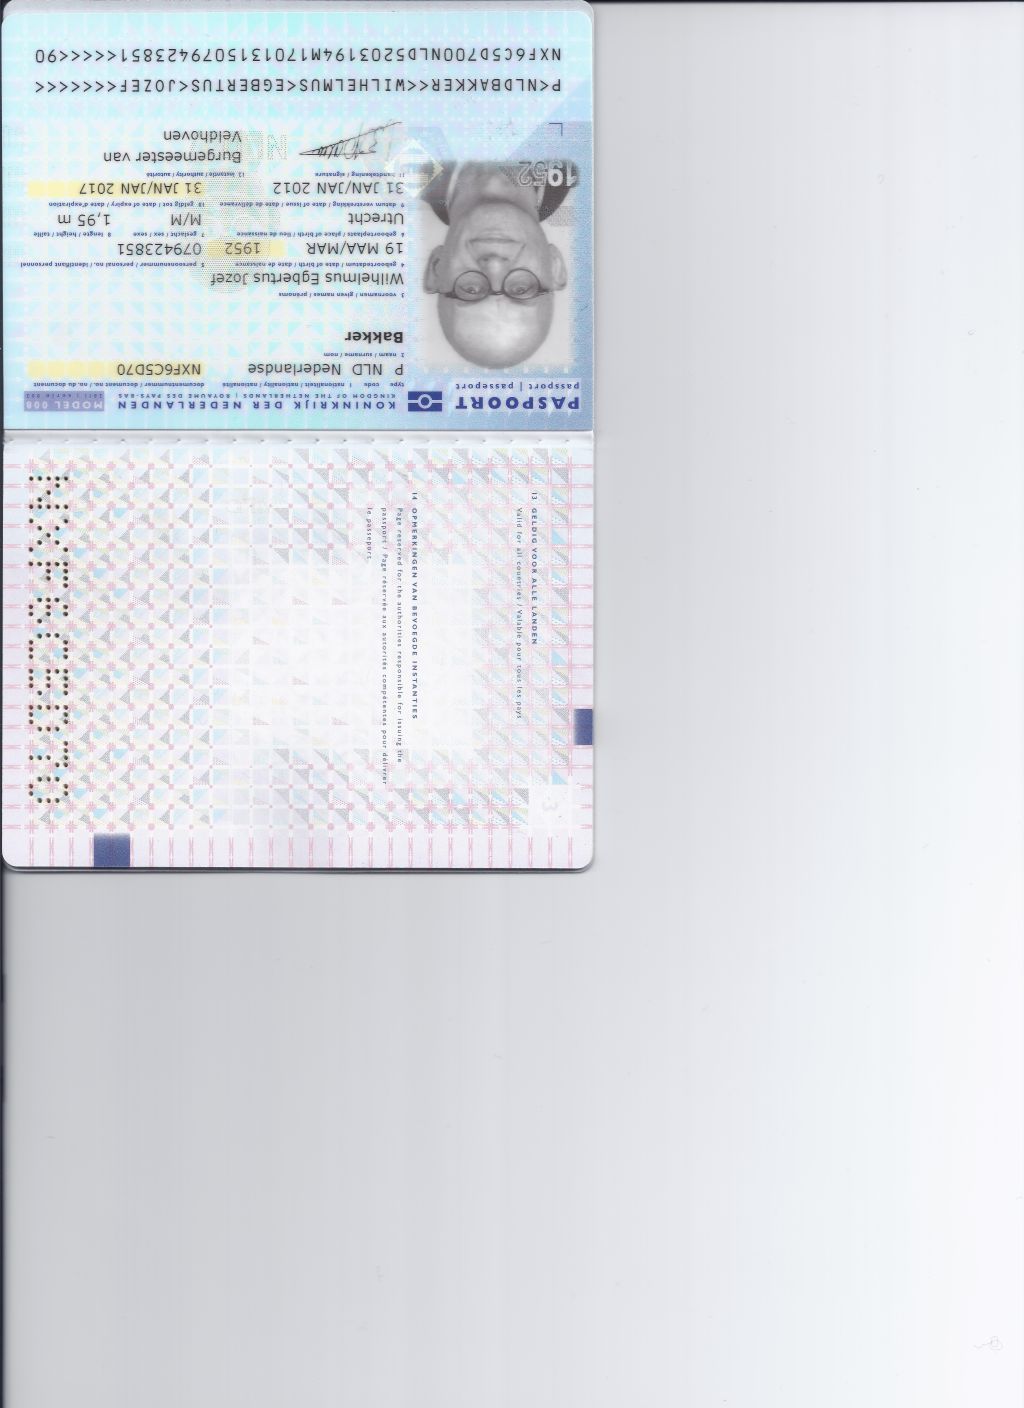 PASPOORT
passport | passeport
KONINKRIJK DER NEDERLANDEN
KINGDOM OF THE NETHERLANDS | ROYAUME DES PAYS-BAS
MODEL
type code 1 nationaliteit / nationality / nationalité documentnummer / document no. / no. du document
P NLD Nederlandse NXF6C5D70
2 naam / surname / nom
Bakker
3 voornamen / given names / prénoms
Wilhelmus Egbertus Jozef
4 geboortedatum / date of birth / date de naissance 5 persoonsnummer / personal no. / identifiant personnel
19 MAA/MAR 1952 079423851
6 geboorteplaats / place of birth / lieu de naissance 7 geslacht / sex / sexe 8 lengte / height / taille
Utrecht M/M 1,95 m
9 datum verstrekking / date of issue / date de délivrance 10 geldig tot / date of expiry / date d'expiration
31 JAN/JAN 2012 31 JAN/JAN 2017
11 handtekening / signature 12 instantie / authority / autorité
Burgemeester van
Veldhoven
1952
P<NLDBAKKER<<WILHELMUS<EGBERTUS<JOZEF<<<<<<<
NXF6C5D700NLD5203194M1701315079423851<<<<<90
13 GELDIG VOOR ALLE LANDEN
Valid for all countries / Valable pour tous les pays
14 OPMERKINGEN VAN BEVOEGDE INSTANTIES
Page reserved for the authorities responsible for issuing the
passport / Page réservée aux autorités compétentes pour délivrer
le passeport
3
NXF6C5D70